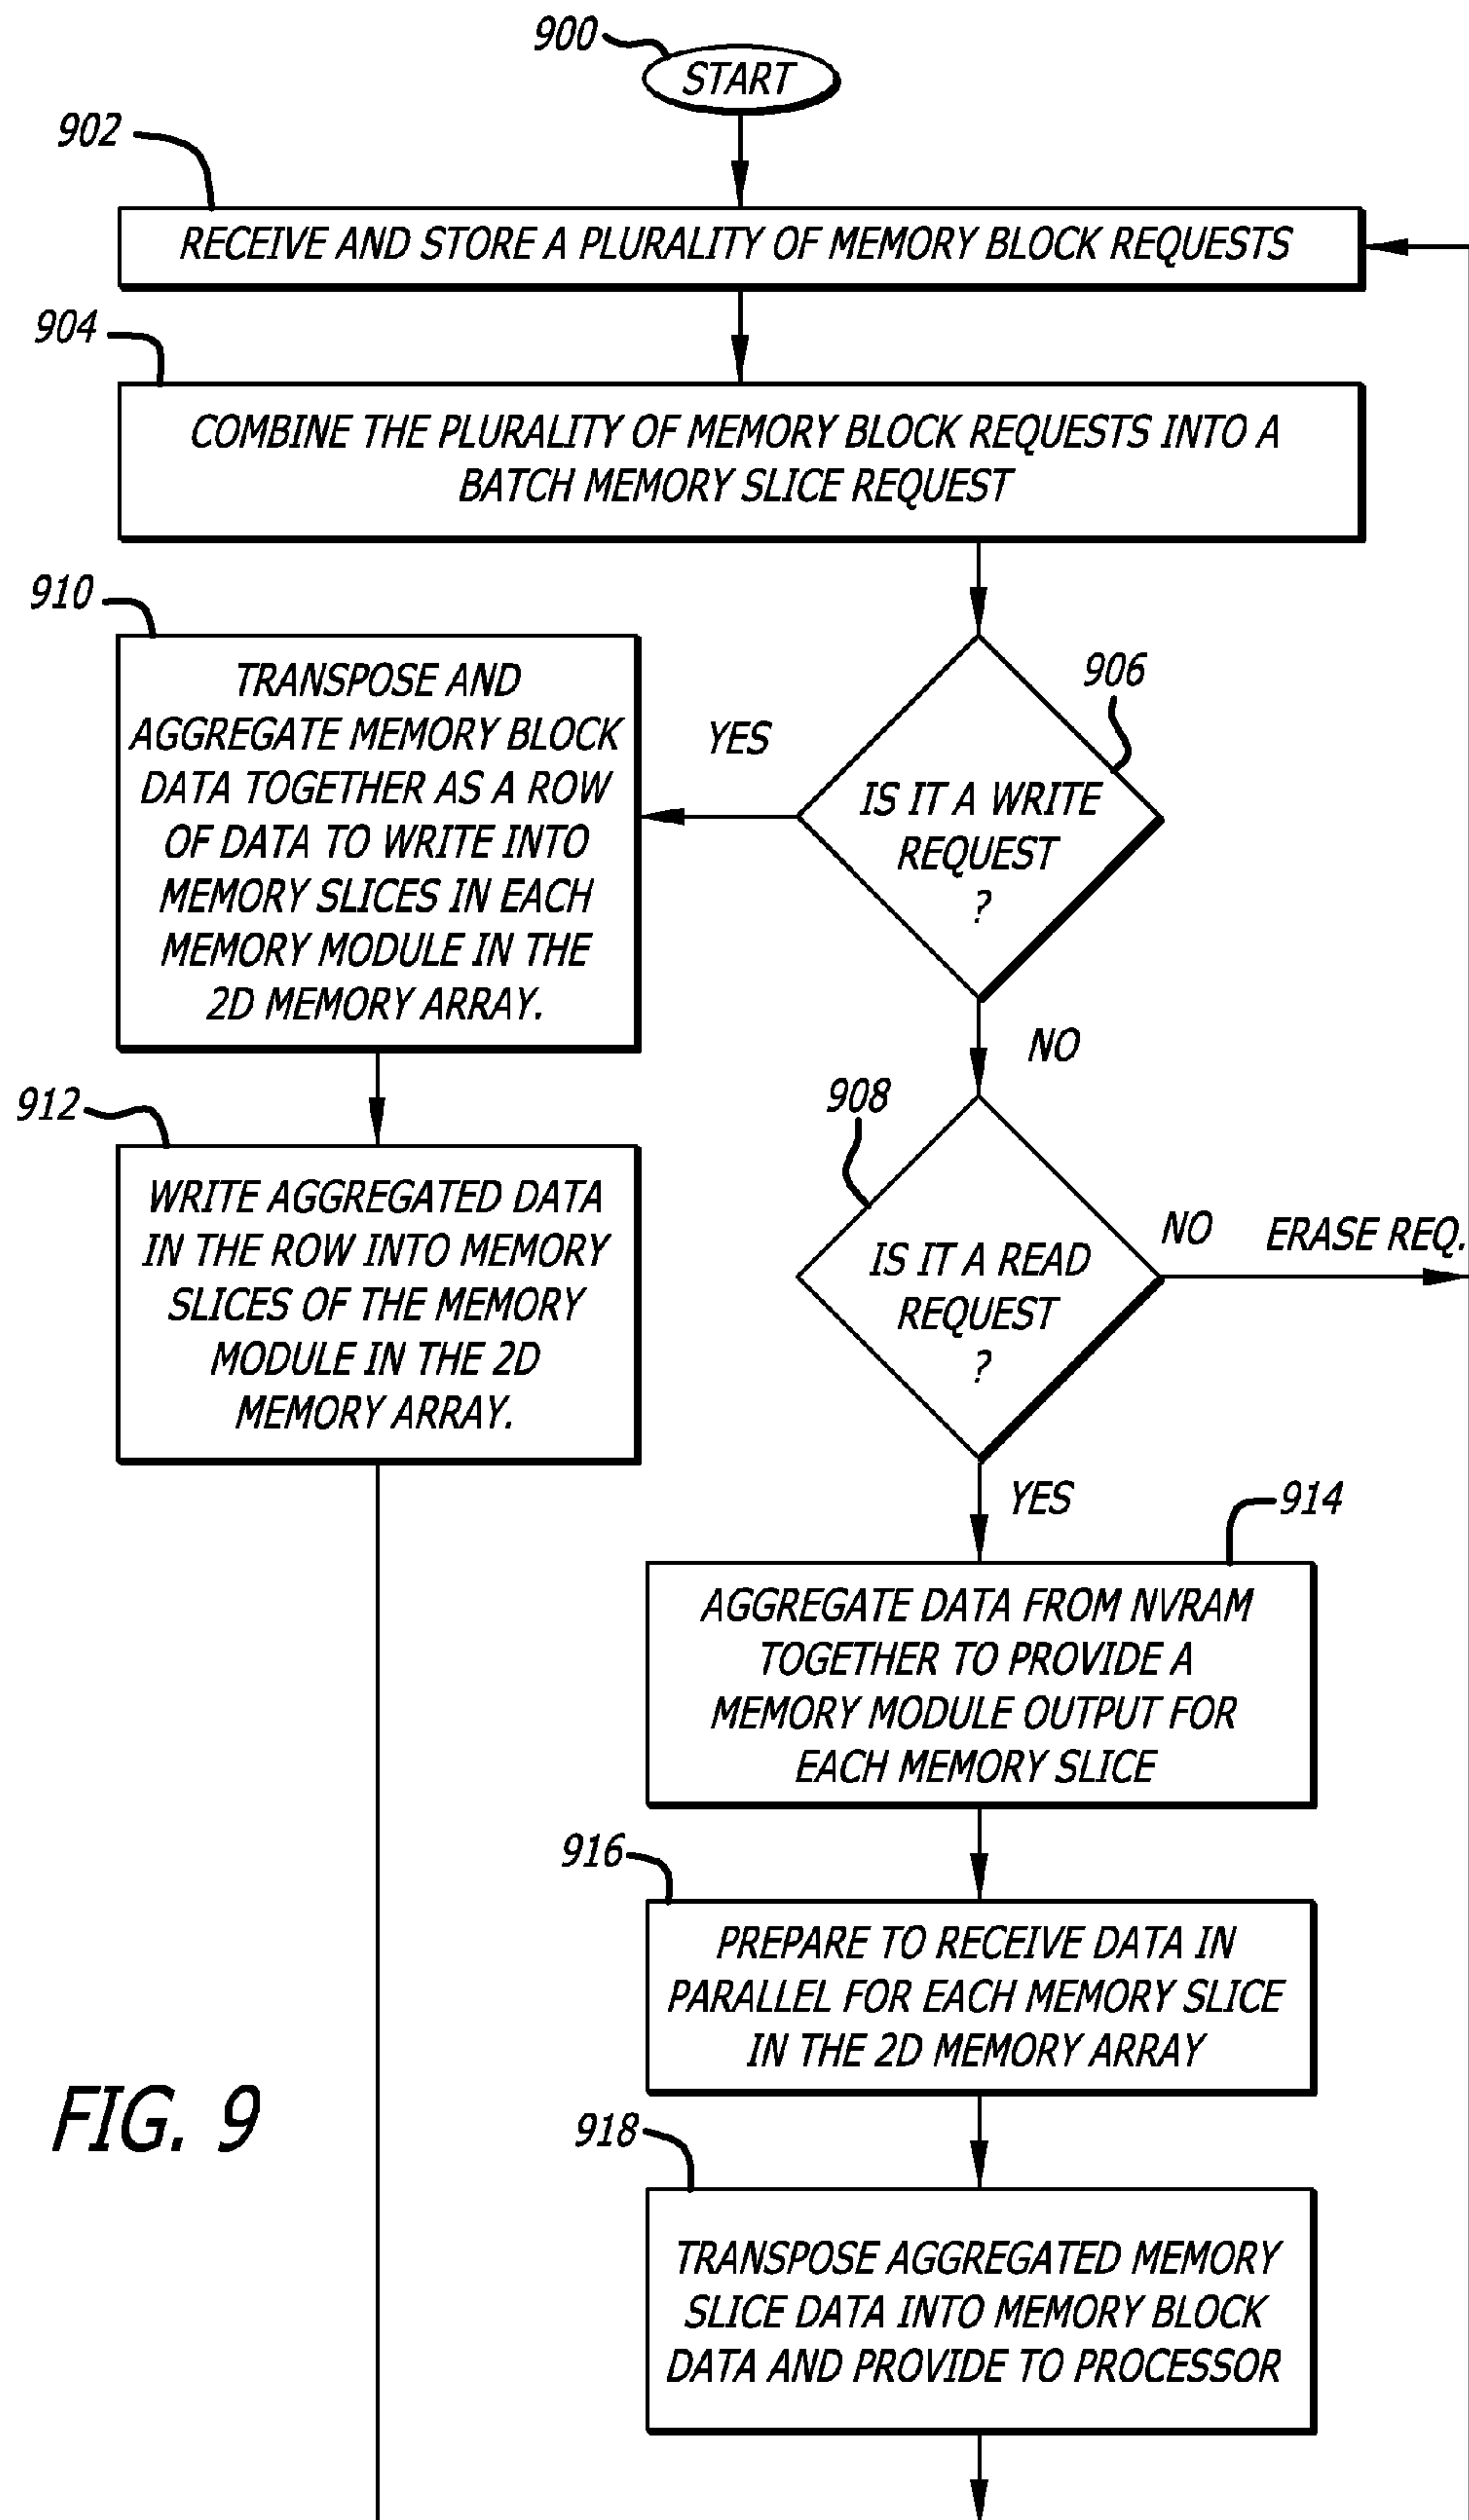 900
START
902
RECEIVE AND STORE A PLURALITY OF MEMORY BLOCK REQUESTS
904
COMBINE THE PLURALITY OF MEMORY BLOCK REQUESTS INTO A
BATCH MEMORY SLICE REQUEST
910
TRANSPOSE AND
AGGREGATE MEMORY BLOCK
DATA TOGETHER AS A ROW
OF DATA TO WRITE INTO
MEMORY SLICES IN EACH
MEMORY MODULE IN THE
2D MEMORY ARRAY.
YES
906
IS IT A WRITE
REQUEST
?
NO
912
WRITE AGGREGATED DATA
IN THE ROW INTO MEMORY
SLICES OF THE MEMORY
MODULE IN THE 2D
MEMORY ARRAY.
908
IS IT A READ
REQUEST
?
NO
ERASE REQ.
YES
914
AGGREGATE DATA FROM NVRAM
TOGETHER TO PROVIDE A
MEMORY MODULE OUTPUT FOR
EACH MEMORY SLICE
916
PREPARE TO RECEIVE DATA IN
PARALLEL FOR EACH MEMORY SLICE
IN THE 2D MEMORY ARRAY
FIG. 9
918
TRANSPOSE AGGREGATED MEMORY
SLICE DATA INTO MEMORY BLOCK
DATA AND PROVIDE TO PROCESSOR